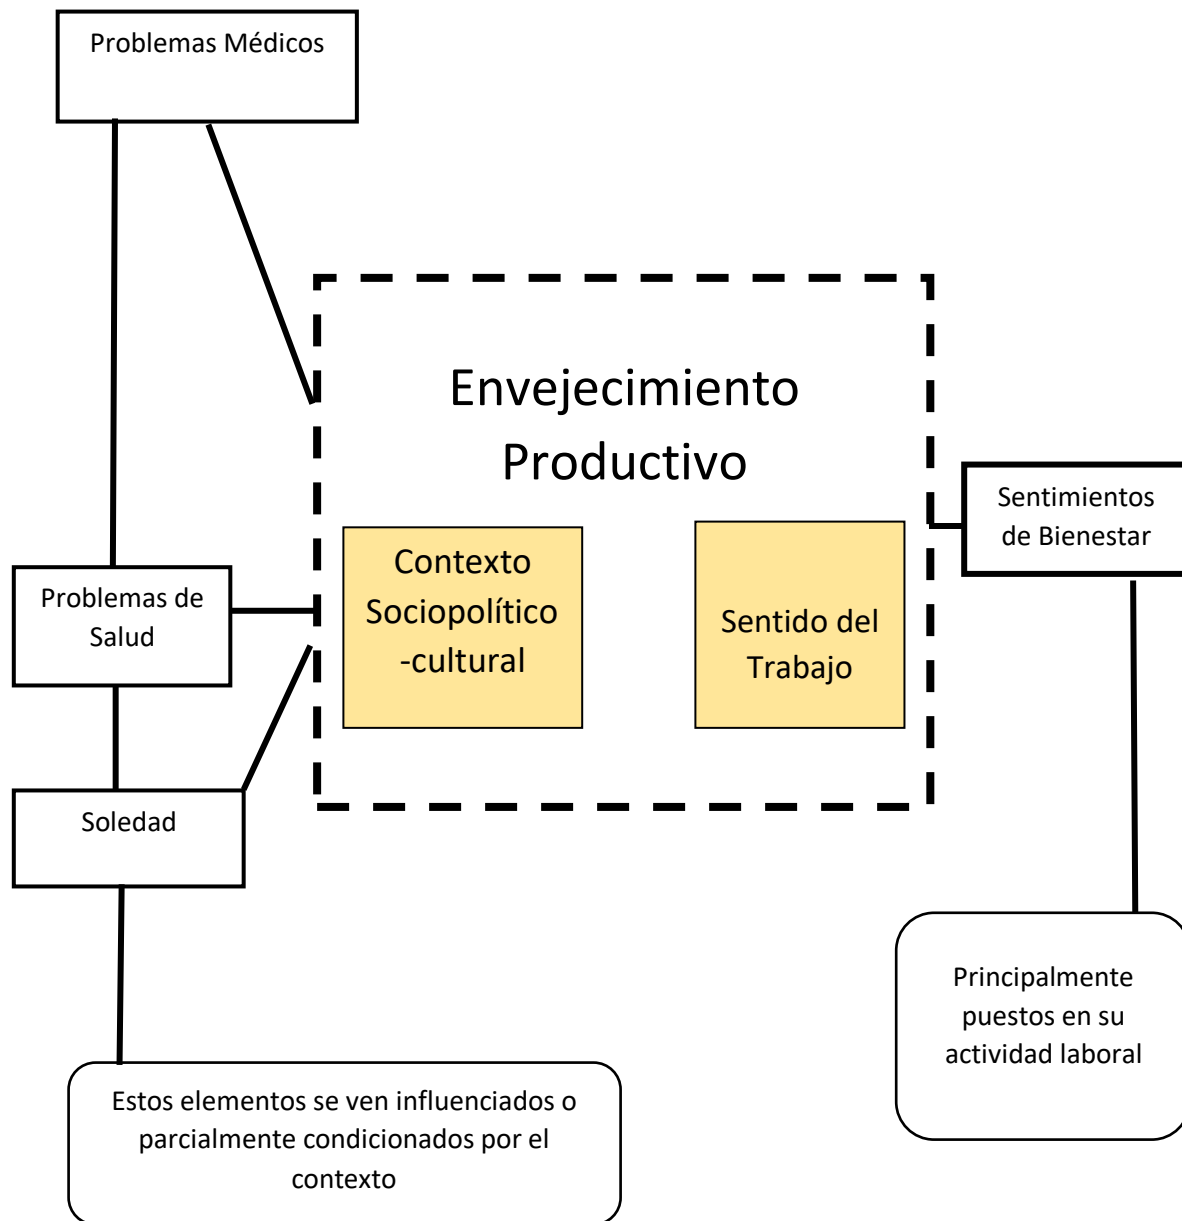 Problemas Médicos
Envejecimiento
Productivo
Contexto
Sociopolítico
-cultural
Sentido del
Trabajo
Sentimientos
de Bienestar
Problemas de
Salud
Soledad
Principalmente
puestos en su
actividad laboral
Estos elementos se ven influenciados o
parcialmente condicionados por el
contexto